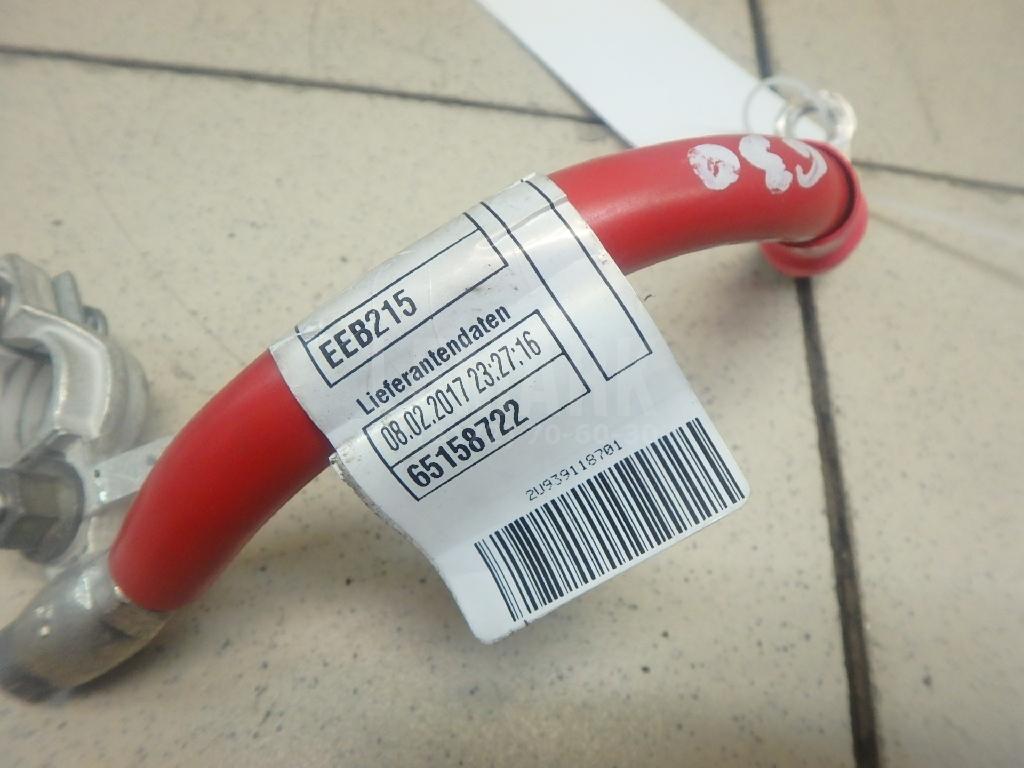 EEB215
Lieferantendaten
08.02.2017 23:27:16
65158722
2U939118701